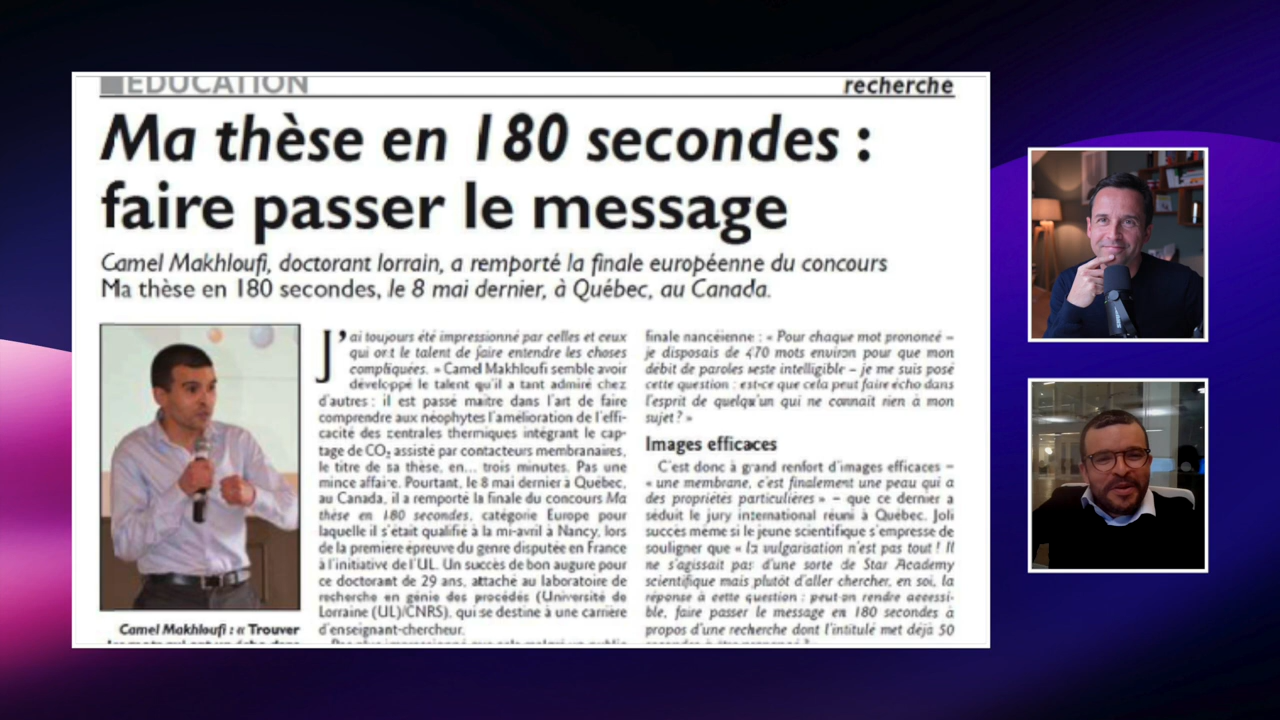 EDUCATION
recherche
Ma thèse en 180 secondes :
faire passer le message
Camel Makhloufi, doctorant lorrain, a remporté la finale européenne du concours
Ma thèse en 180 secondes, le 8 mai dernier, à Québec, au Canada.
J'ai toujours été impressionné par celles et ceux
qui ont le talent de faire entendre les choses
compliquées. » Camel Makhloufi semble avoir
développé le talent qu'il a tant admiré chez
d'autres : il est passé maître dans l'art de faire
comprendre aux néophytes l'amélioration de l'effi-
cacité des centrales thermiques intégrant le cap-
tage de CO₂ assisté par contacteurs membranaires,
le titre de sa thèse, en... trois minutes. Pas une
mince affaire. Pourtant, le 8 mai dernier à Québec,
au Canada, il a remporté la finale du concours Ma
thèse en 180 secondes, catégorie Europe pour
laquelle il s'était qualifié à la mi-avril à Nancy, lors
de la première épreuve du genre disputée en France
à l'initiative de l'UL. Un succès de bon augure pour
ce doctorant de 29 ans, attaché au laboratoire de
recherche en génie des procédés (Université de
Lorraine (UL)/CNRS), qui se destine à une carrière
d'enseignant-chercheur.
finale nancéienne : « Pour chaque mot prononcé –
je disposais de 470 mots environ pour que mon
débit de paroles reste intelligible – je me suis posé
cette question : est-ce que cela peut faire écho dans
l'esprit de quelqu'un qui ne connaît rien à mon
sujet ? »
Images efficaces
C'est donc à grand renfort d'images efficaces –
« une membrane, c'est finalement une peau qui a
des propriétés particulières » – que ce dernier a
séduit le jury international réuni à Québec. Joli
succès même si le jeune scientifique s'empresse de
souligner que « la vulgarisation n'est pas tout ! Il
ne s'agissait pas d'une sorte de Star Academy
scientifique mais plutôt d'aller chercher, en soi, la
réponse à cette question : peut-on rendre accessi-
ble, faire passer le message en 180 secondes à
propos d'une recherche dont l'intitulé met déjà 50
Camel Makhloufi : « Trouver